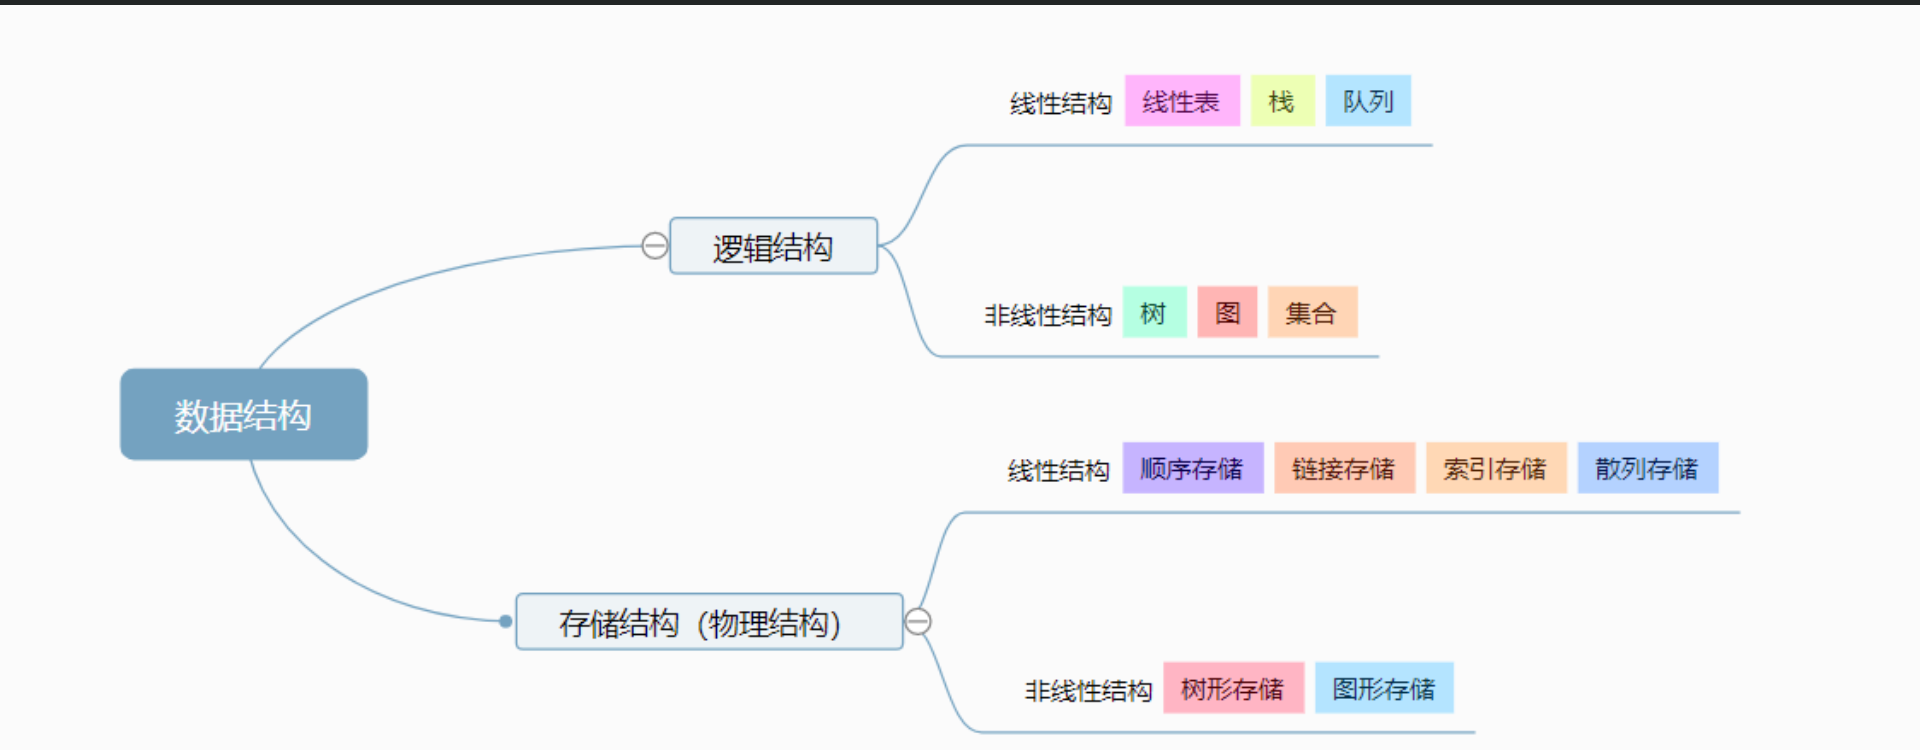 线性结构 线性表 栈 队列
逻辑结构
非线性结构 树 图 集合
数据结构
线性结构 顺序存储 链接存储 索引存储 散列存储
存储结构（物理结构）
非线性结构 树形存储 图形存储